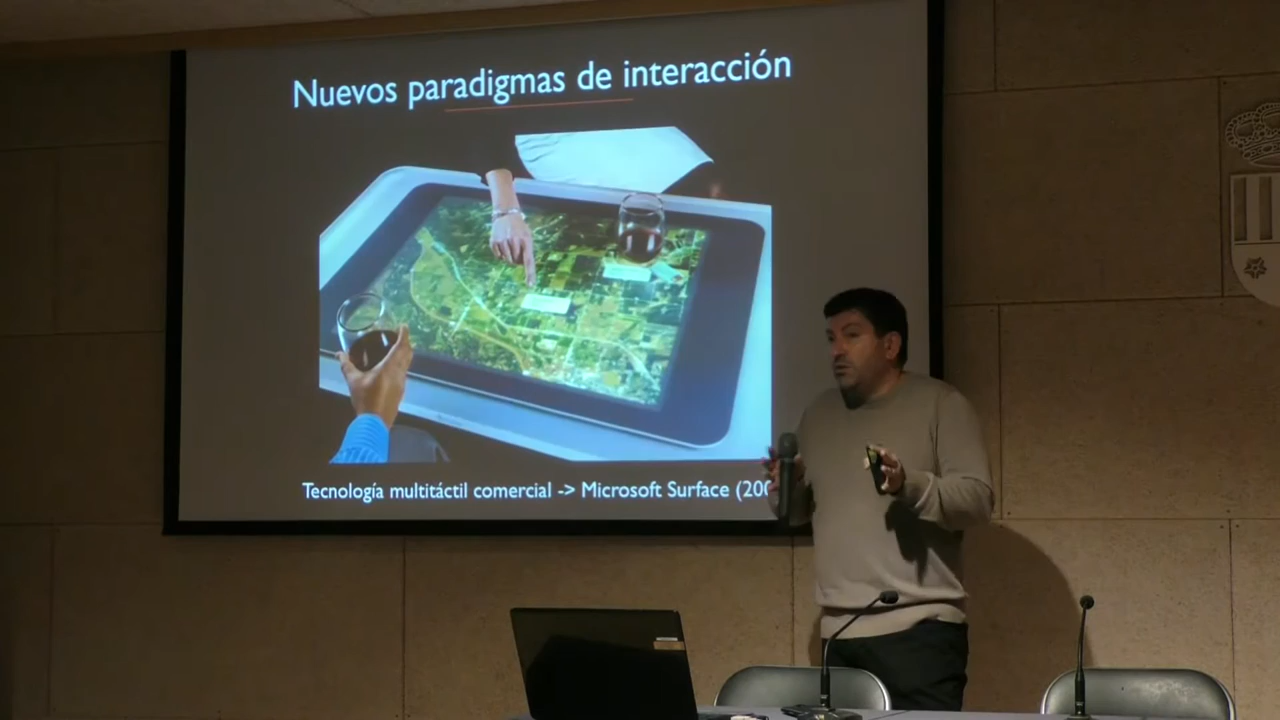 Nuevos paradigmas de interacción
Tecnología multitáctil comercial -> Microsoft Surface